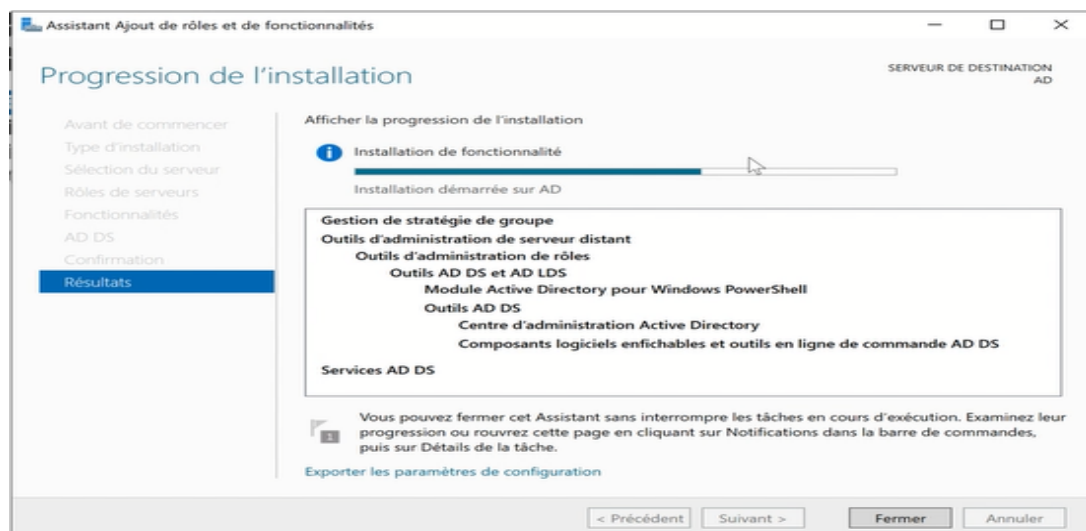 Assistant Ajout de rôles et de fonctionnalités
Progression de l'installation
SERVEUR DE DESTINATION
AD
Avant de commencer
Type d'installation
Sélection du serveur
Rôles de serveurs
Fonctionnalités
AD DS
Confirmation
Résultats
Afficher la progression de l'installation
Installation de fonctionnalité
Installation démarrée sur AD
Gestion de stratégie de groupe
Outils d'administration de serveur distant
Outils d'administration de rôles
Outils AD DS et AD LDS
Module Active Directory pour Windows PowerShell
Outils AD DS
Centre d'administration Active Directory
Composants logiciels enfichables et outils en ligne de commande AD DS
Services AD DS
1
Vous pouvez fermer cet Assistant sans interrompre les tâches en cours d'exécution. Examinez leur
progression ou rouvrez cette page en cliquant sur Notifications dans la barre de commandes,
puis sur Détails de la tâche.
Exporter les paramètres de configuration
< Précédent Suivant > Fermer Annuler